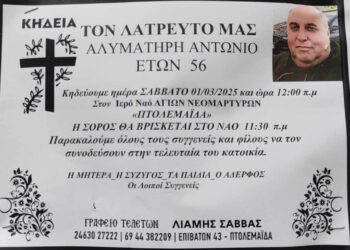 ΚΗΔΕΙΑ
ΤΟΝ ΛΑΤΡΕΥΤΟ ΜΑΣ
ΑΛΥΜΑΤΗΡΗ ΑΝΤΩΝΙΟ
ΕΤΩΝ 56
Κηδεύουμε ημέρα ΣΑΒΒΑΤΟ 01/03/2025 και ώρα 12:00 π.μ
Στον Ιερό Ναό ΑΓΙΩΝ ΝΕΟΜΑΡΤΥΡΩΝ
«ΠΤΟΛΕΜΑΪΔΑ»
Η ΣΟΡΟΣ ΘΑ ΒΡΙΣΚΕΤΑΙ ΣΤΟ ΝΑΟ 11:30 π.μ
Παρακαλούμε όλους τους συγγενείς και φίλους να τον
συνοδεύσουν στην τελευταία του κατοικία.
Η ΜΗΤΕΡΑ_Η ΣΥΖΥΓΟΣ_ΤΑ ΠΑΙΔΙΑ_Ο ΑΔΕΡΦΟΣ
Οι Λοιποί Συγγενείς
ΓΡΑΦΕΙΟ ΤΕΛΕΤΩΝ ΛΙΑΜΗΣ ΣΑΒΒΑΣ
24630 27222 | 69 44 382209 | ΕΠΙΒΑΤΩΝ 43 - ΠΤΟΛΕΜΑΪΔΑ